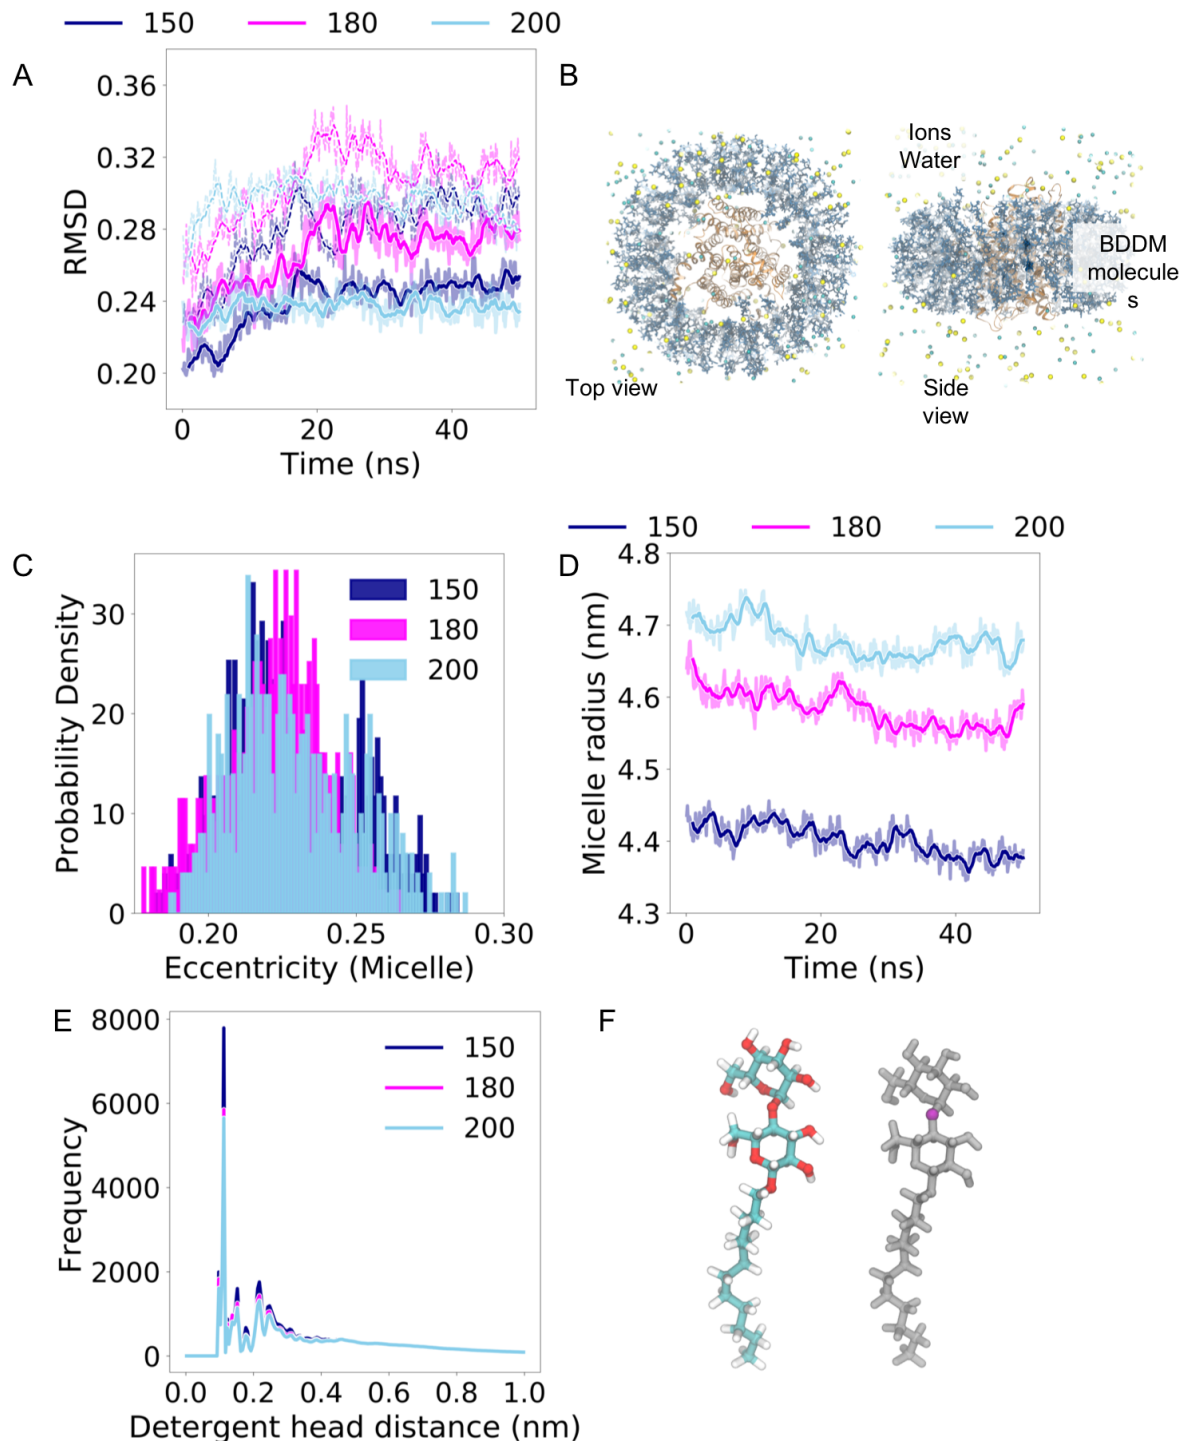 150 180 200
A
B
0.36
0.32
0.28
0.24
0.20
RMSD
0 20 40
Time (ns)
Ions
Water
BDDM
molecule
s
Top view
Side
view
150 180 200
C
D
30
20
10
0
Probability Density
150
180
200
0.20 0.25 0.30
Eccentricity (Micelle)
4.8
4.7
4.6
4.5
4.4
4.3
Micelle radius (nm)
0 20 40
Time (ns)
E
F
8000
6000
4000
2000
0
Frequency
150
180
200
0.0 0.2 0.4 0.6 0.8 1.0
Detergent head distance (nm)